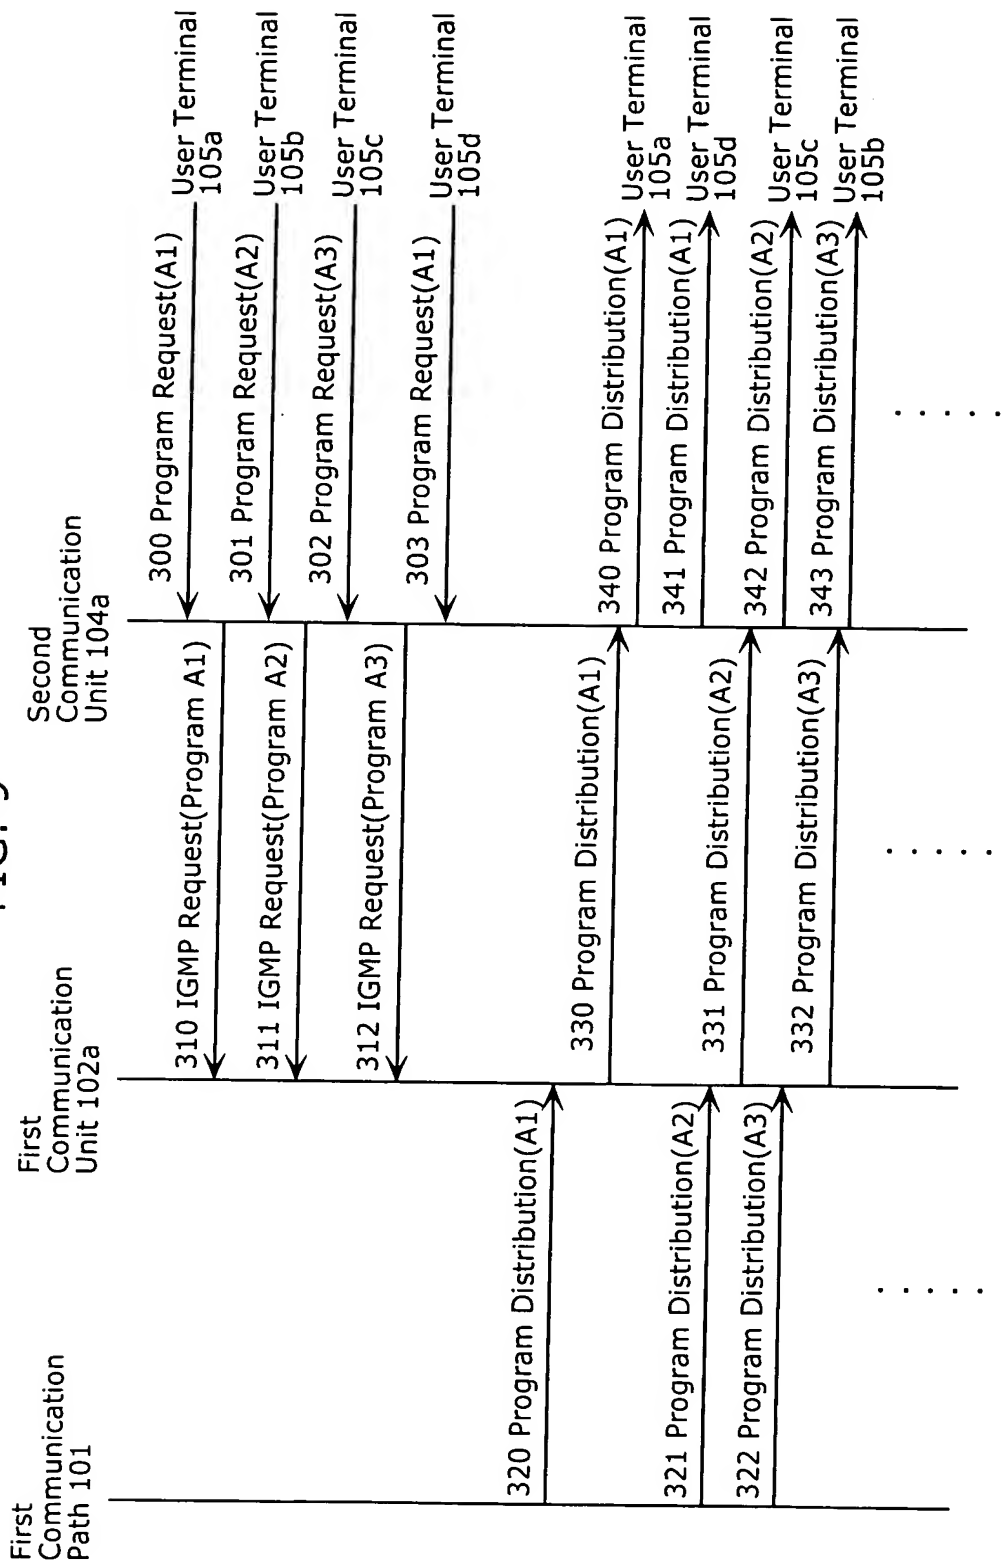 FIG.
First
Communication
Path 101
First
Communication
Unit 102a
Second
Communication
Unit 104a
300 Program Request(A1)
User Terminal
105a
310 IGMP Request(Program A1)
301 Program Request(A2)
User Terminal
105b
311 IGMP Request(Program A2)
302 Program Request(A3)
User Terminal
105c
312 IGMP Request(Program A3)
303 Program Request(A1)
User Terminal
105d
320 Program Distribution(A1)
330 Program Distribution(A1)
340 Program Distribution(A1)
User Terminal
105a
341 Program Distribution(A1)
User Terminal
105d
321 Program Distribution(A2)
331 Program Distribution(A2)
342 Program Distribution(A2)
User Terminal
105c
322 Program Distribution(A3)
332 Program Distribution(A3)
343 Program Distribution(A3)
User Terminal
105b